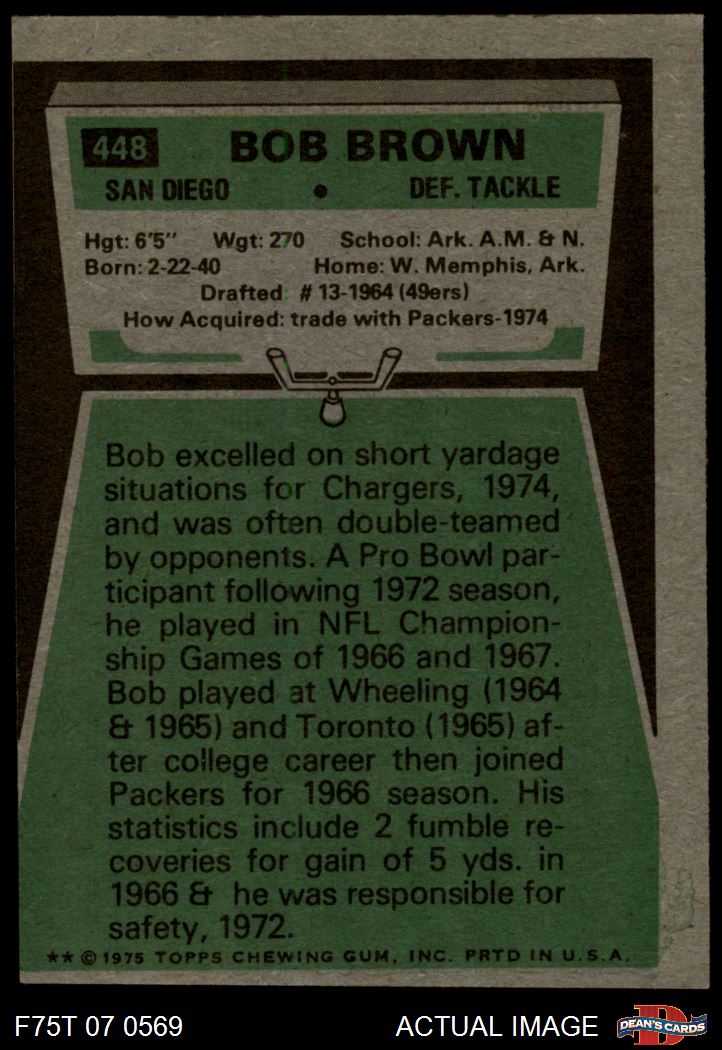 448 BOB BROWN
SAN DIEGO • DEF. TACKLE
Hgt: 6'5" Wgt: 270 School: Ark. A.M. & N.
Born: 2-22-40 Home: W. Memphis, Ark.
Drafted # 13-1964 (49ers)
How Acquired: trade with Packers-1974
Bob excelled on short yardage
situations for Chargers, 1974,
and was often double-teamed
by opponents. A Pro Bowl par-
ticipant following 1972 season,
he played in NFL Champion-
ship Games of 1966 and 1967.
Bob played at Wheeling (1964
& 1965) and Toronto (1965) af-
ter college career then joined
Packers for 1966 season. His
statistics include 2 fumble re-
coveries for gain of 5 yds. in
1966 & he was responsible for
safety, 1972.
★★ © 1975 TOPPS CHEWING GUM, INC. PRTD IN U.S.A.
F75T 07 0569 ACTUAL IMAGE D DEAN'S CARDS